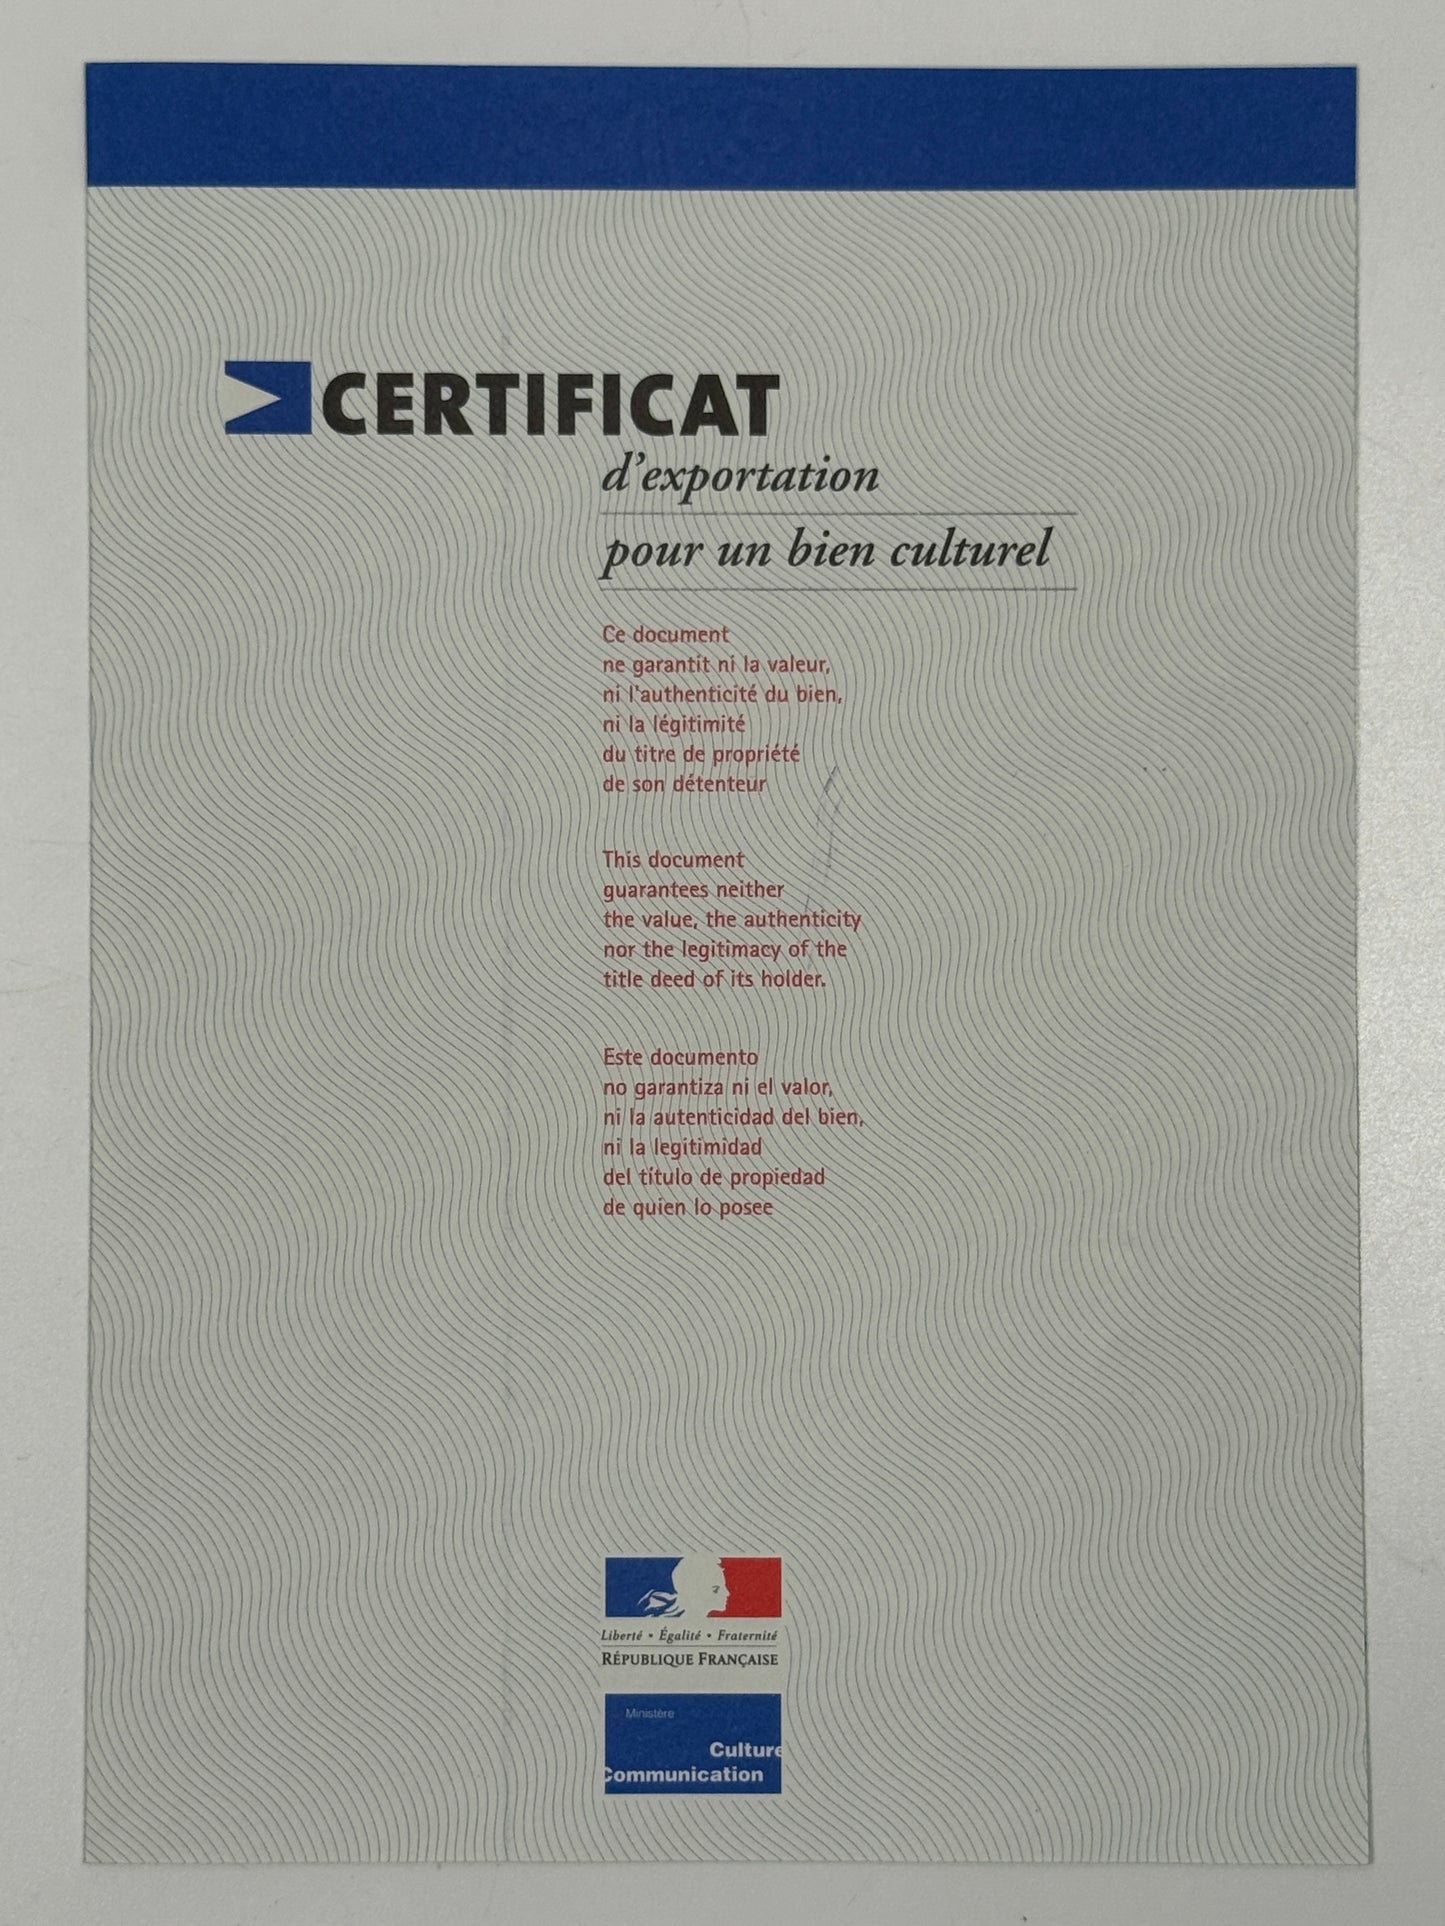 CERTIFICAT
d'exportation
pour un bien culturel
Ce document
ne garantit ni la valeur,
ni l'authenticité du bien,
ni la légitimité
du titre de propriété
de son détenteur
This document
guarantees neither
the value, the authenticity
nor the legitimacy of the
title deed of its holder.
Este documento
no garantiza ni el valor,
ni la autenticidad del bien,
ni la legitimidad
del título de propiedad
de quien lo posee
Liberté • Égalité • Fraternité
RÉPUBLIQUE FRANÇAISE
Ministère
Culture
Communication